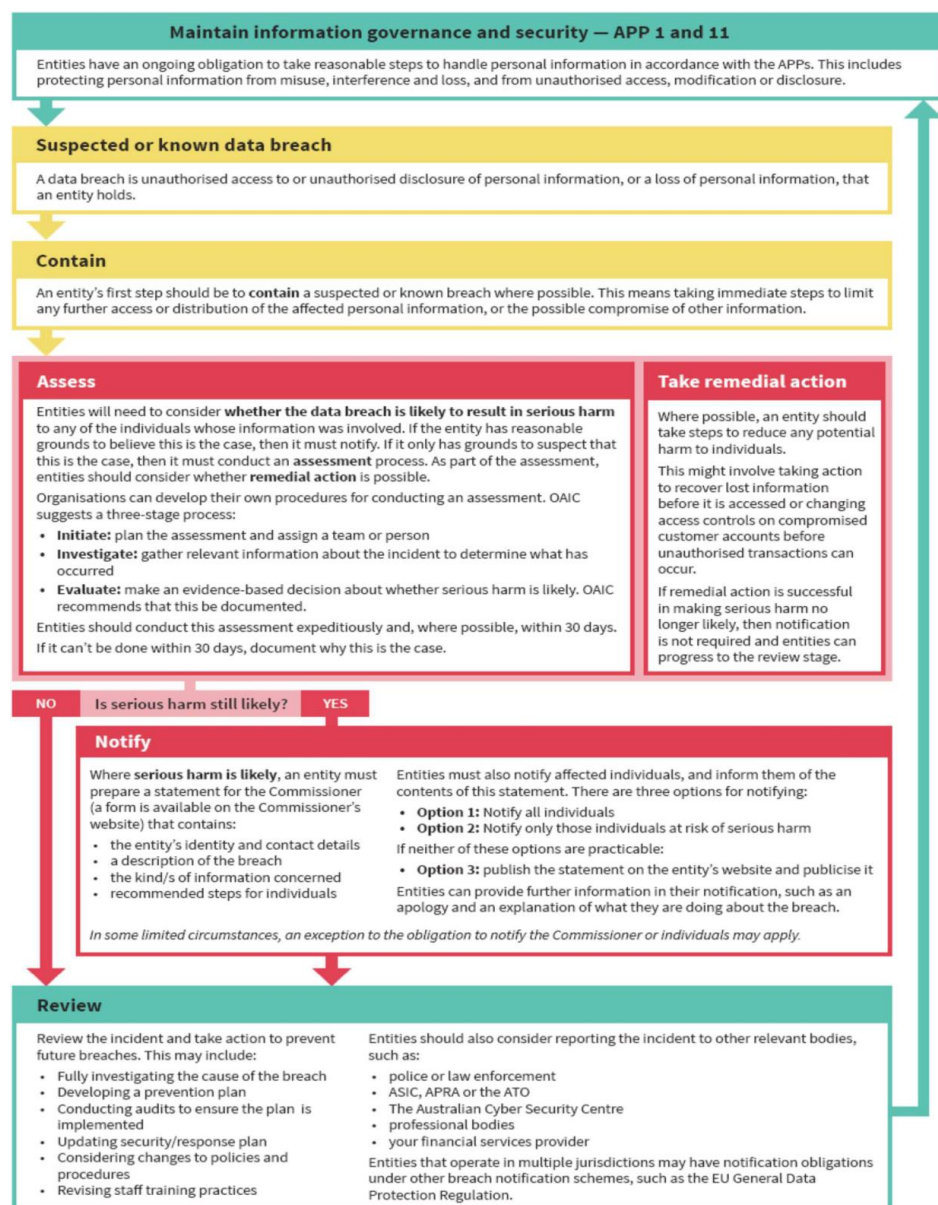 Maintain information governance and security — APP 1 and 11
Entities have an ongoing obligation to take reasonable steps to handle personal information in accordance with the APPs. This includes
protecting personal information from misuse, interference and loss, and from unauthorised access, modification or disclosure.
Suspected or known data breach
A data breach is unauthorised access to or unauthorised disclosure of personal information, or a loss of personal information, that
an entity holds.
Contain
An entity's first step should be to contain a suspected or known breach where possible. This means taking immediate steps to limit
any further access or distribution of the affected personal information, or the possible compromise of other information.
Assess
Entities will need to consider whether the data breach is likely to result in serious harm
to any of the individuals whose information was involved. If the entity has reasonable
grounds to believe this is the case, then it must notify. If it only has grounds to suspect that
this is the case, then it must conduct an assessment process. As part of the assessment,
entities should consider whether remedial action is possible.
Organisations can develop their own procedures for conducting an assessment. OAIC
suggests a three-stage process:
• Initiate: plan the assessment and assign a team or person
• Investigate: gather relevant information about the incident to determine what has
occurred
• Evaluate: make an evidence-based decision about whether serious harm is likely. OAIC
recommends that this be documented.
Entities should conduct this assessment expeditiously and, where possible, within 30 days.
If it can't be done within 30 days, document why this is the case.
Take remedial action
Where possible, an entity should
take steps to reduce any potential
harm to individuals.
This might involve taking action
to recover lost information
before it is accessed or changing
access controls on compromised
customer accounts before
unauthorised transactions can
occur.
If remedial action is successful
in making serious harm no
longer likely, then notification
is not required and entities can
progress to the review stage.
NO
Is serious harm still likely?
YES
Notify
Where serious harm is likely, an entity must
prepare a statement for the Commissioner
(a form is available on the Commissioner's
website) that contains:
• the entity's identity and contact details
• a description of the breach
• the kind/s of information concerned
• recommended steps for individuals
Entities must also notify affected individuals, and inform them of the
contents of this statement. There are three options for notifying:
• Option 1: Notify all individuals
• Option 2: Notify only those individuals at risk of serious harm
If neither of these options are practicable:
• Option 3: publish the statement on the entity's website and publicise it
Entities can provide further information in their notification, such as an
apology and an explanation of what they are doing about the breach.
In some limited circumstances, an exception to the obligation to notify the Commissioner or individuals may apply.
Review
Review the incident and take action to prevent
future breaches. This may include:
• Fully investigating the cause of the breach
• Developing a prevention plan
• Conducting audits to ensure the plan is
implemented
• Updating security/response plan
• Considering changes to policies and
procedures
• Revising staff training practices
Entities should also consider reporting the incident to other relevant bodies,
such as:
• police or law enforcement
• ASIC, APRA or the ATO
• The Australian Cyber Security Centre
• professional bodies
• your financial services provider
Entities that operate in multiple jurisdictions may have notification obligations
under other breach notification schemes, such as the EU General Data
Protection Regulation.